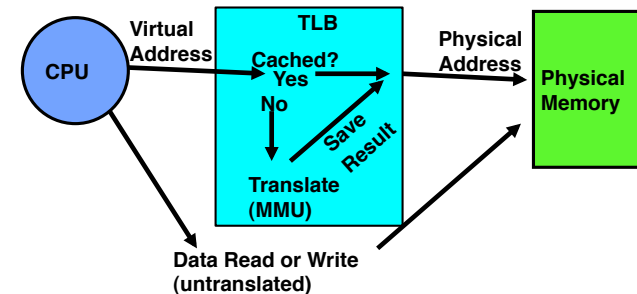 CPU
Virtual
Address
TLB
Cached?
Yes
No
Save
Result
Translate
(MMU)
Physical
Address
Physical
Memory
Data Read or Write
(untranslated)